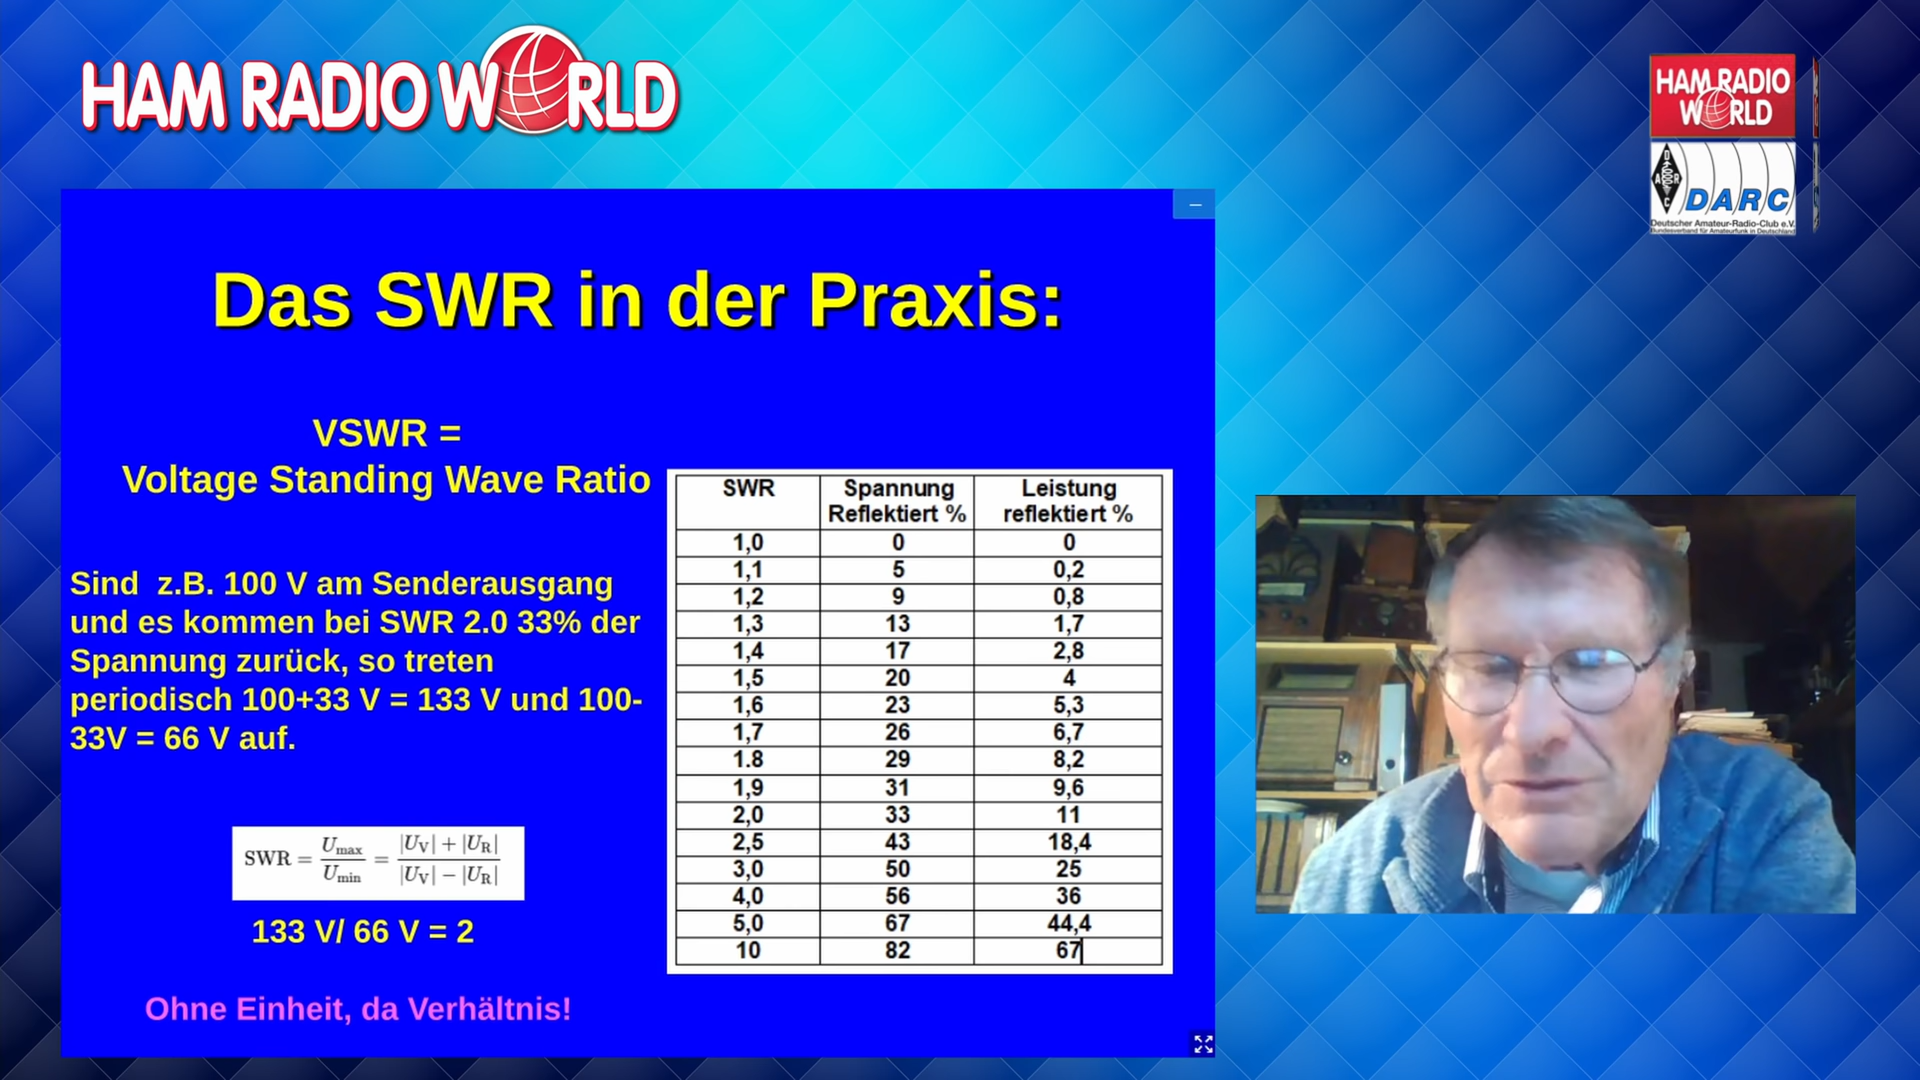 HAM RADIO WORLD
HAM RADIO
WORLD
DARC
Deutscher Amateur-Radio-Club e.V.
Bundesverband für Amateurfunk in Deutschland
Das SWR in der Praxis:
VSWR =
Voltage Standing Wave Ratio
Sind z.B. 100 V am Senderausgang
und es kommen bei SWR 2.0 33% der
Spannung zurück, so treten
periodisch 100+33 V = 133 V und 100-
33V = 66 V auf.
SWR = Umax / Umin = |UV| + |UR| / |UV| − |UR|
133 V/ 66 V = 2
Ohne Einheit, da Verhältnis!
SWR Spannung Reflektiert % Leistung reflektiert %
1,0 0 0
1,1 5 0,2
1,2 9 0,8
1,3 13 1,7
1,4 17 2,8
1,5 20 4
1,6 23 5,3
1,7 26 6,7
1.8 29 8,2
1,9 31 9,6
2,0 33 11
2,5 43 18,4
3,0 50 25
4,0 56 36
5,0 67 44,4
10 82 67